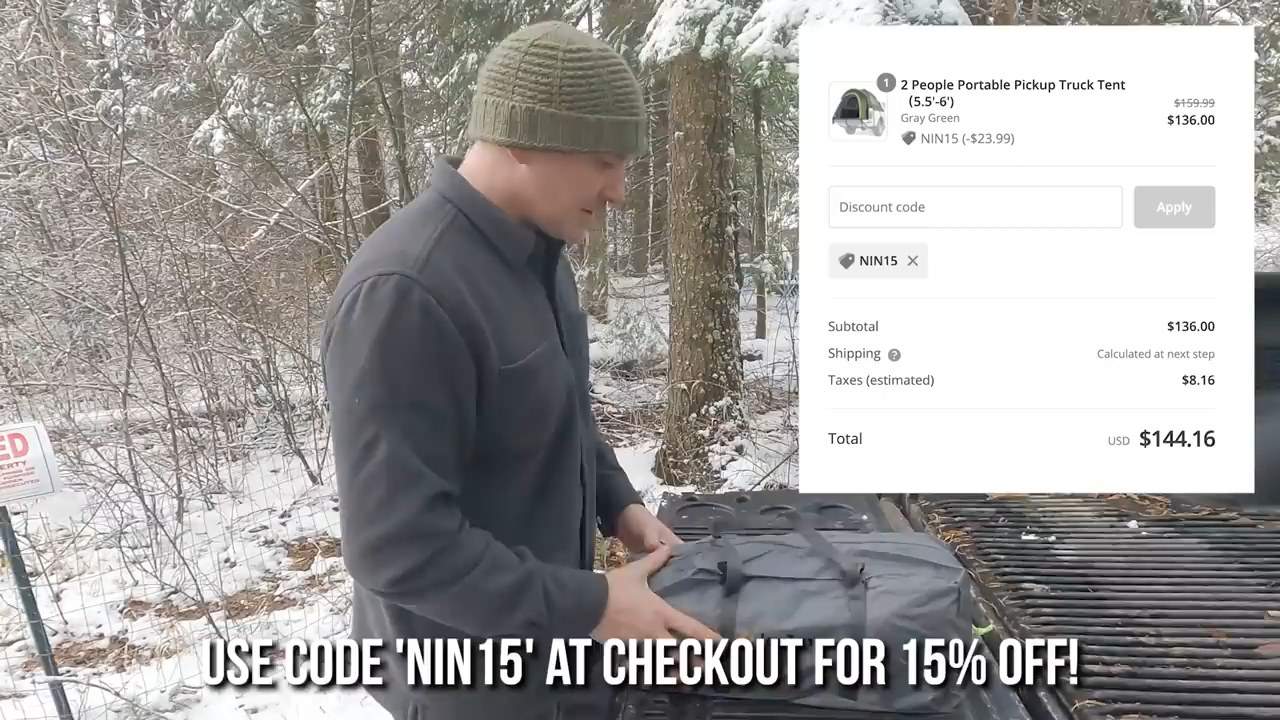 1
2 People Portable Pickup Truck Tent
(5.5'-6')
Gray Green
NIN15 (-$23.99)
$159.99
$136.00
Discount code
Apply
NIN15
Subtotal
$136.00
Shipping ?
Calculated at next step
Taxes (estimated)
$8.16
Total
USD $144.16
ED
ERTY
USE CODE 'NIN15' AT CHECKOUT FOR 15% OFF!